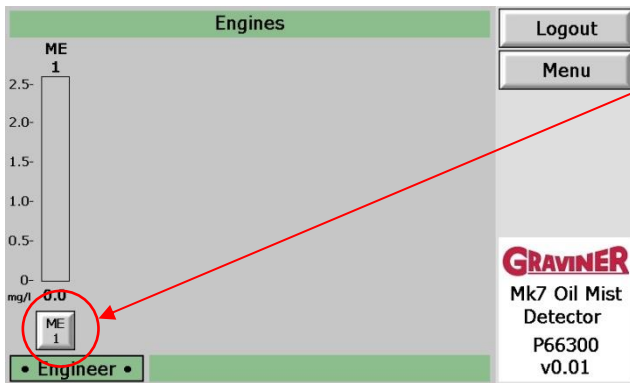 Engines
Logout
Menu
ME
1
2.5-
2.0-
1.5-
1.0-
0.5-
0-
mg/l 0.0
ME
1
• Engineer •
GRAVINER
Mk7 Oil Mist
Detector
P66300
v0.01